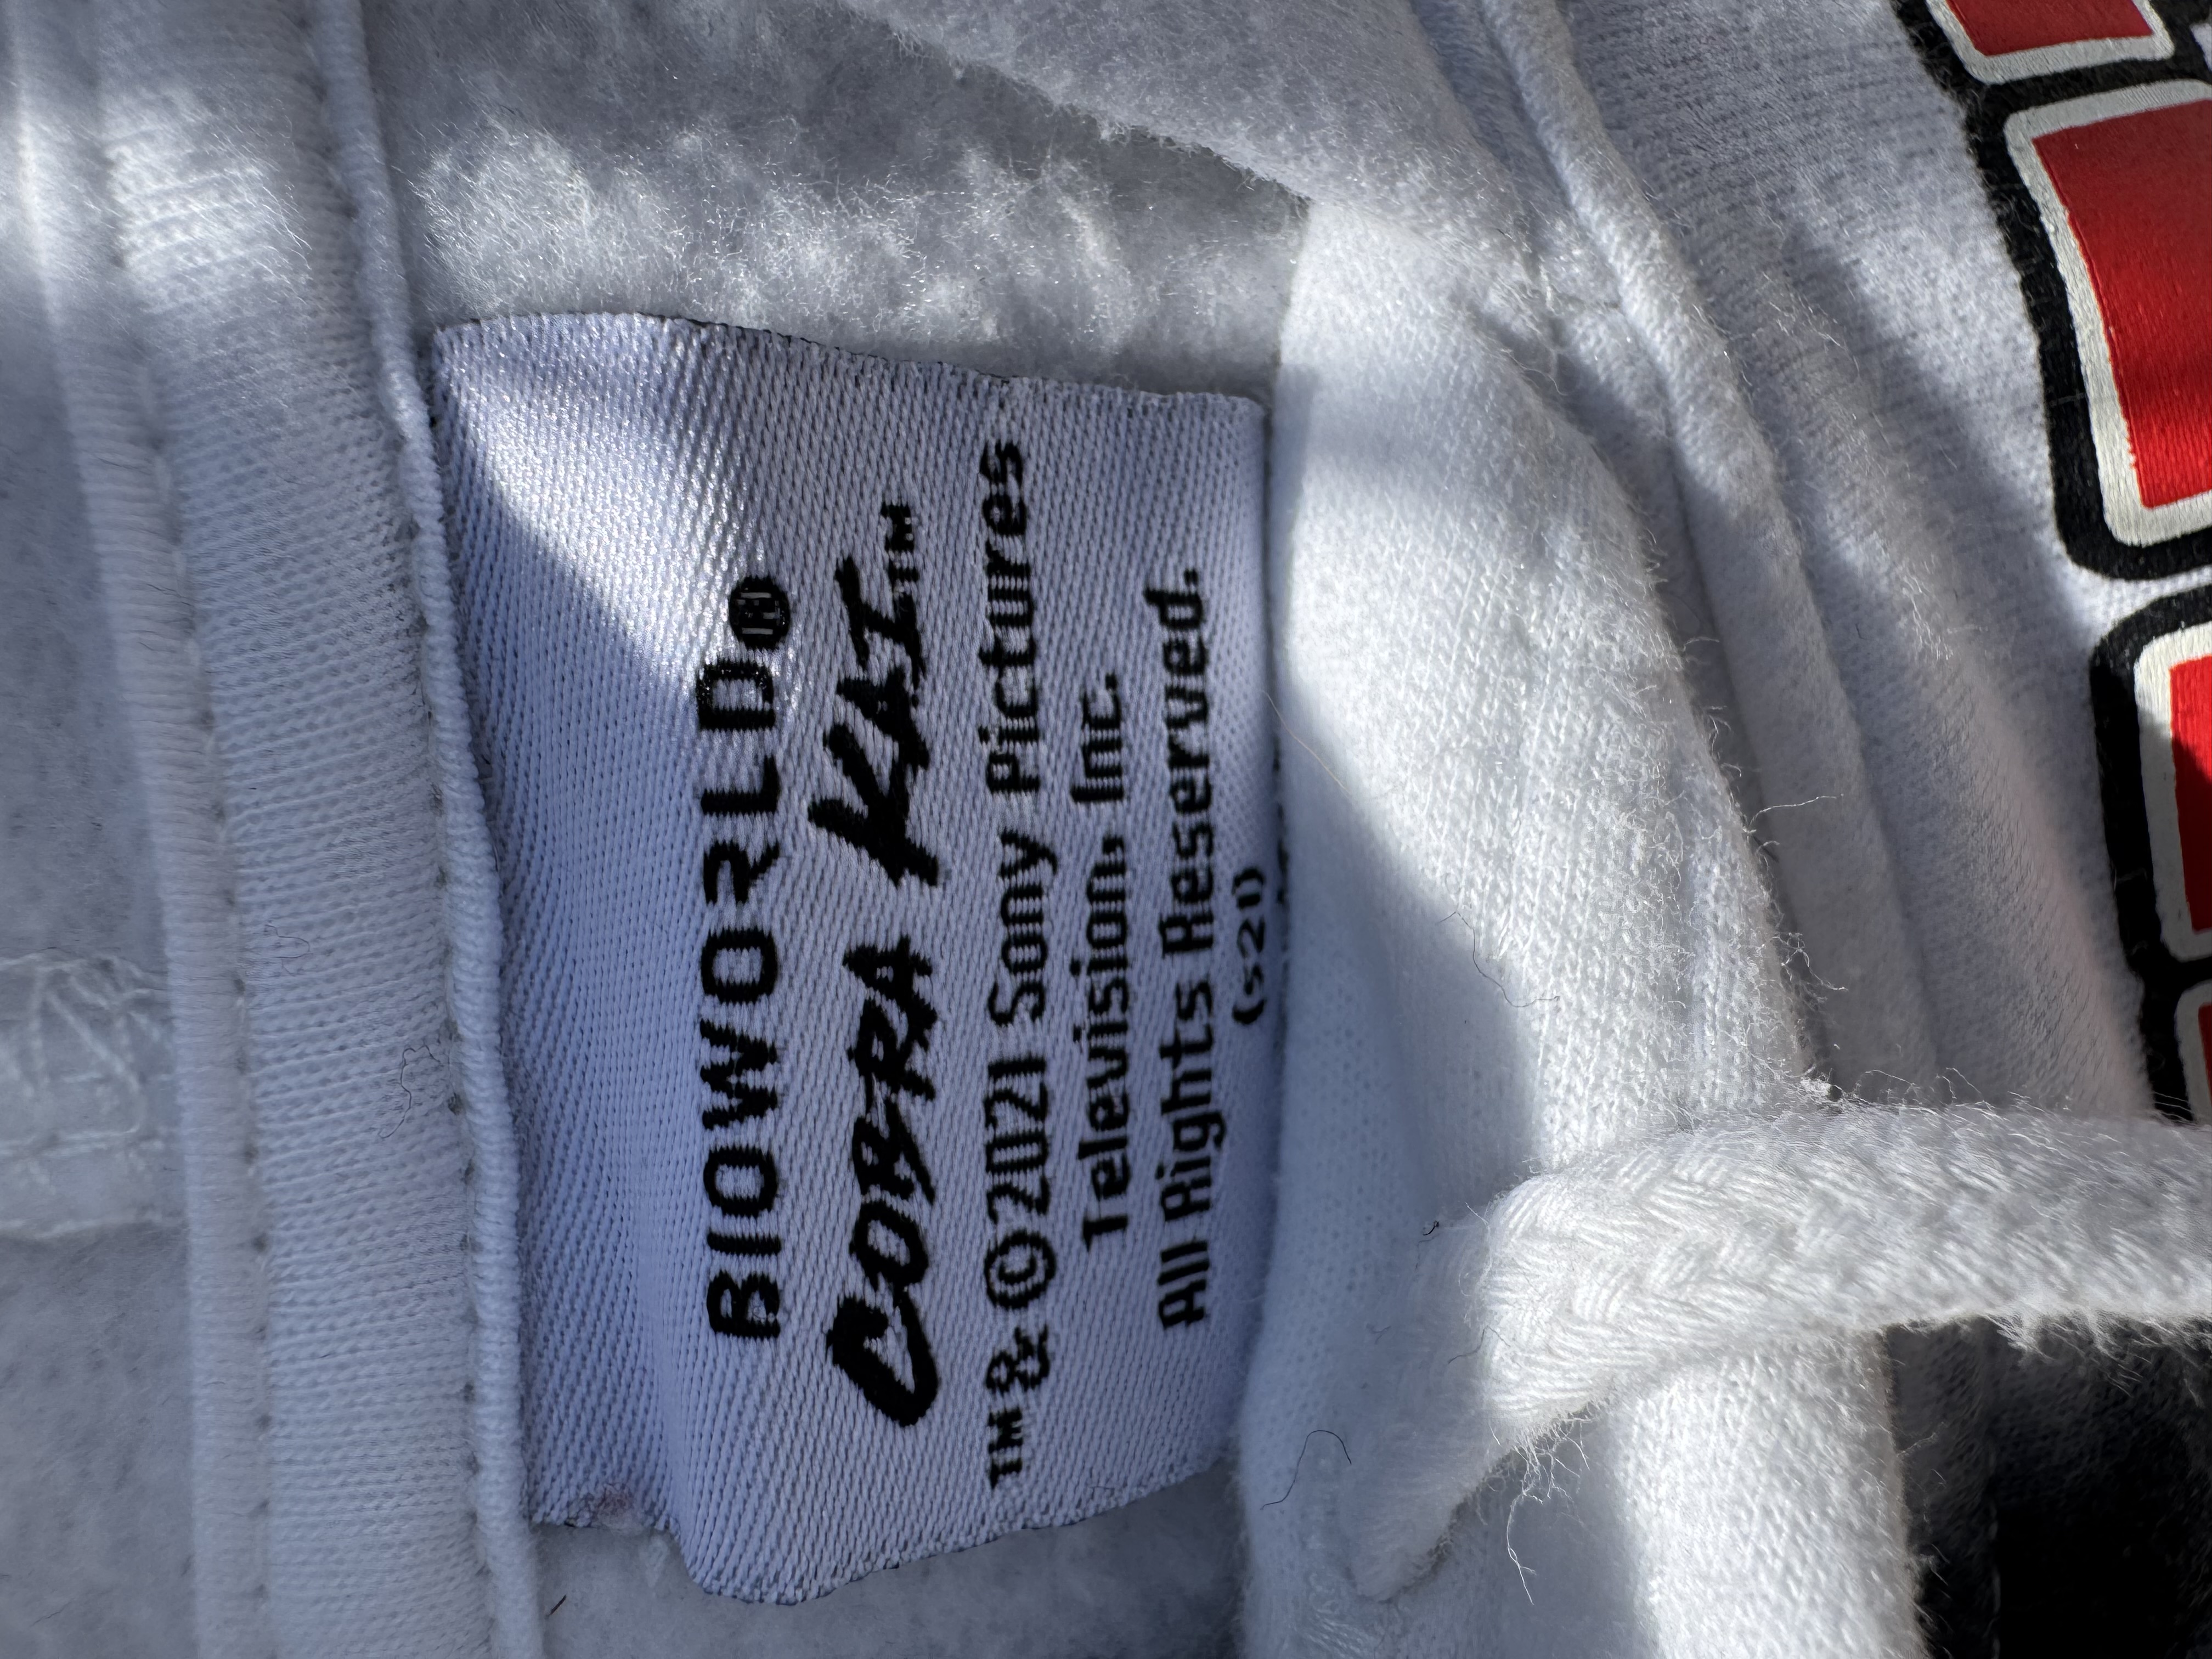 BIOWORLD®
COBRA KAI™
™ & © 2021 Sony Pictures
Television, Inc.
All Rights Reserved.
(s21)